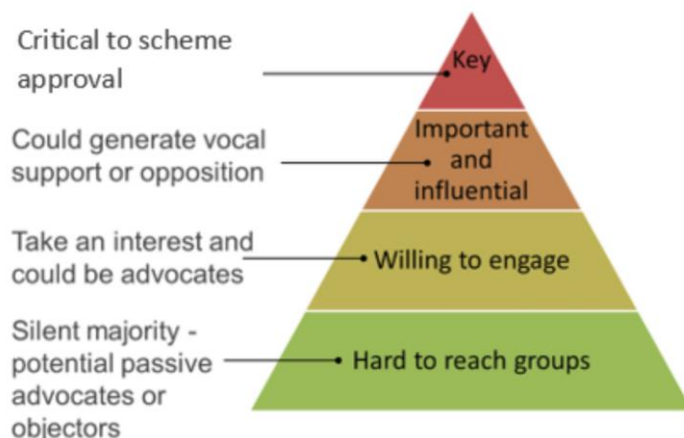 Critical to scheme
approval
Key
Could generate vocal
support or opposition
Important
and
influential
Take an interest and
could be advocates
Willing to engage
Silent majority -
potential passive
advocates or
objectors
Hard to reach groups